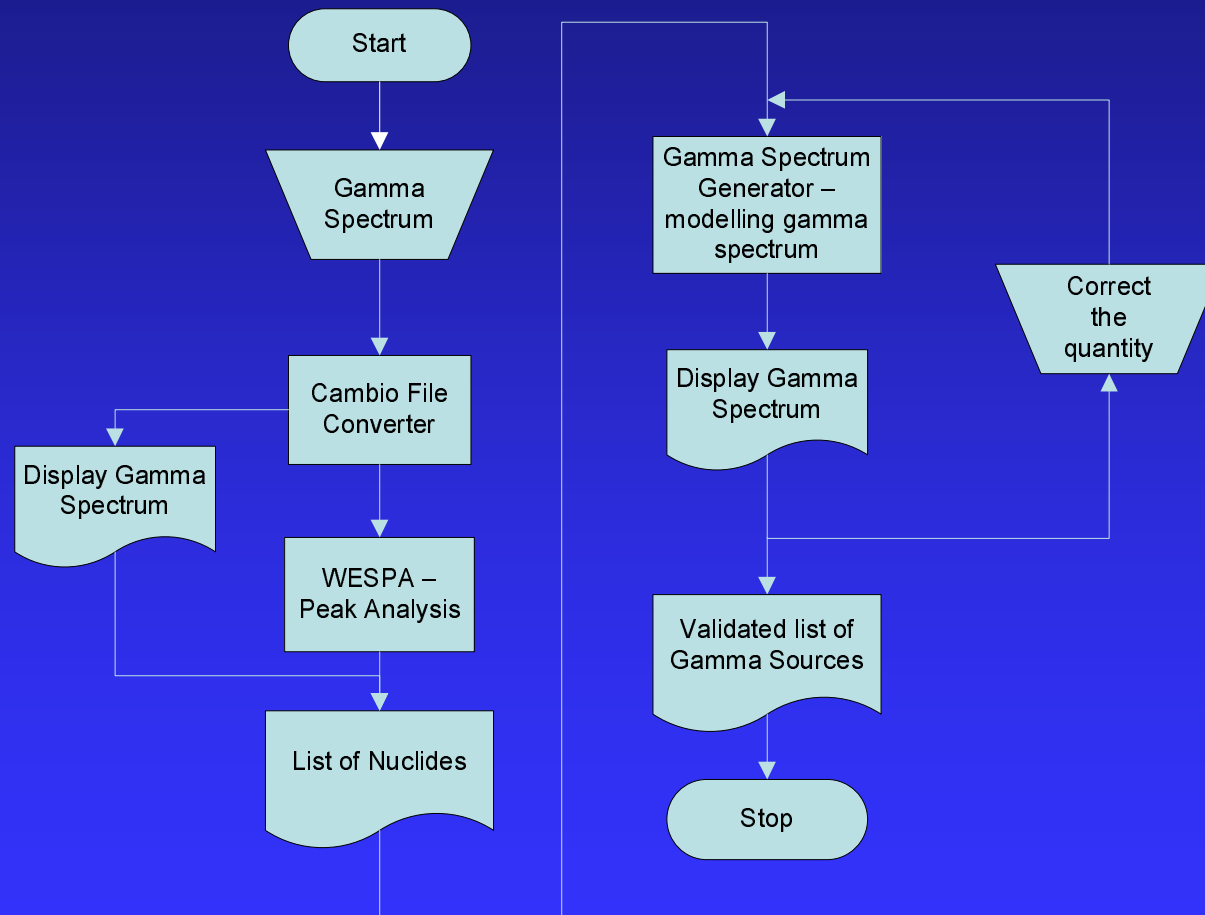 Start
Gamma
Spectrum
Cambio File
Converter
Display Gamma
Spectrum
WESPA –
Peak Analysis
List of Nuclides
Gamma Spectrum
Generator –
modelling gamma
spectrum
Correct
the
quantity
Display Gamma
Spectrum
Validated list of
Gamma Sources
Stop